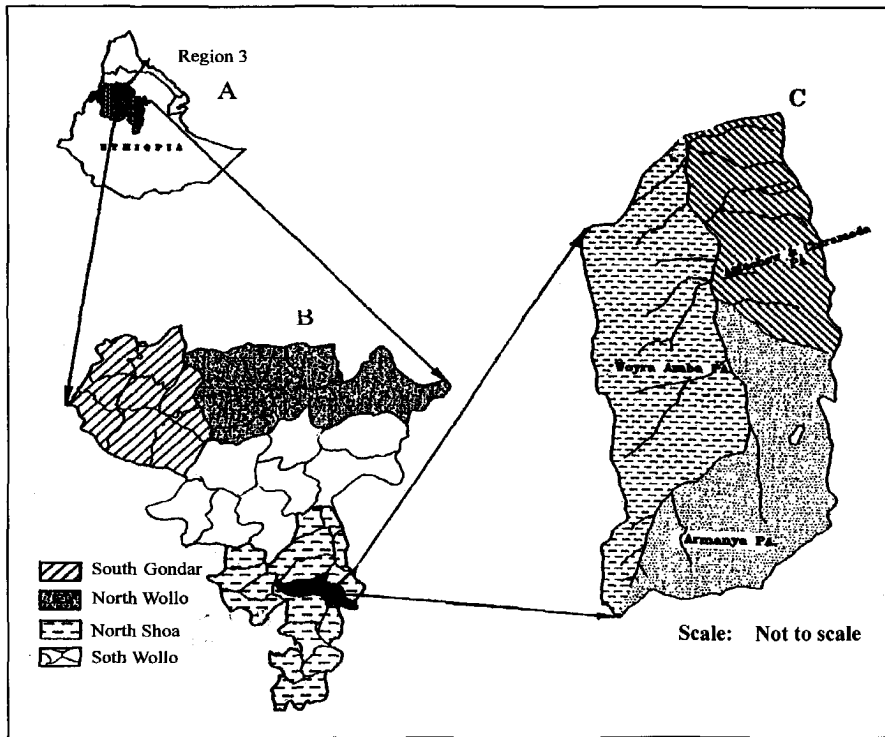 Region 3
A
ETHIOPIA
B
C
PA.
Woyra Amba PA
Armanya PA.
South Gondar
North Wollo
North Shoa
Soth Wollo
Scale: Not to scale